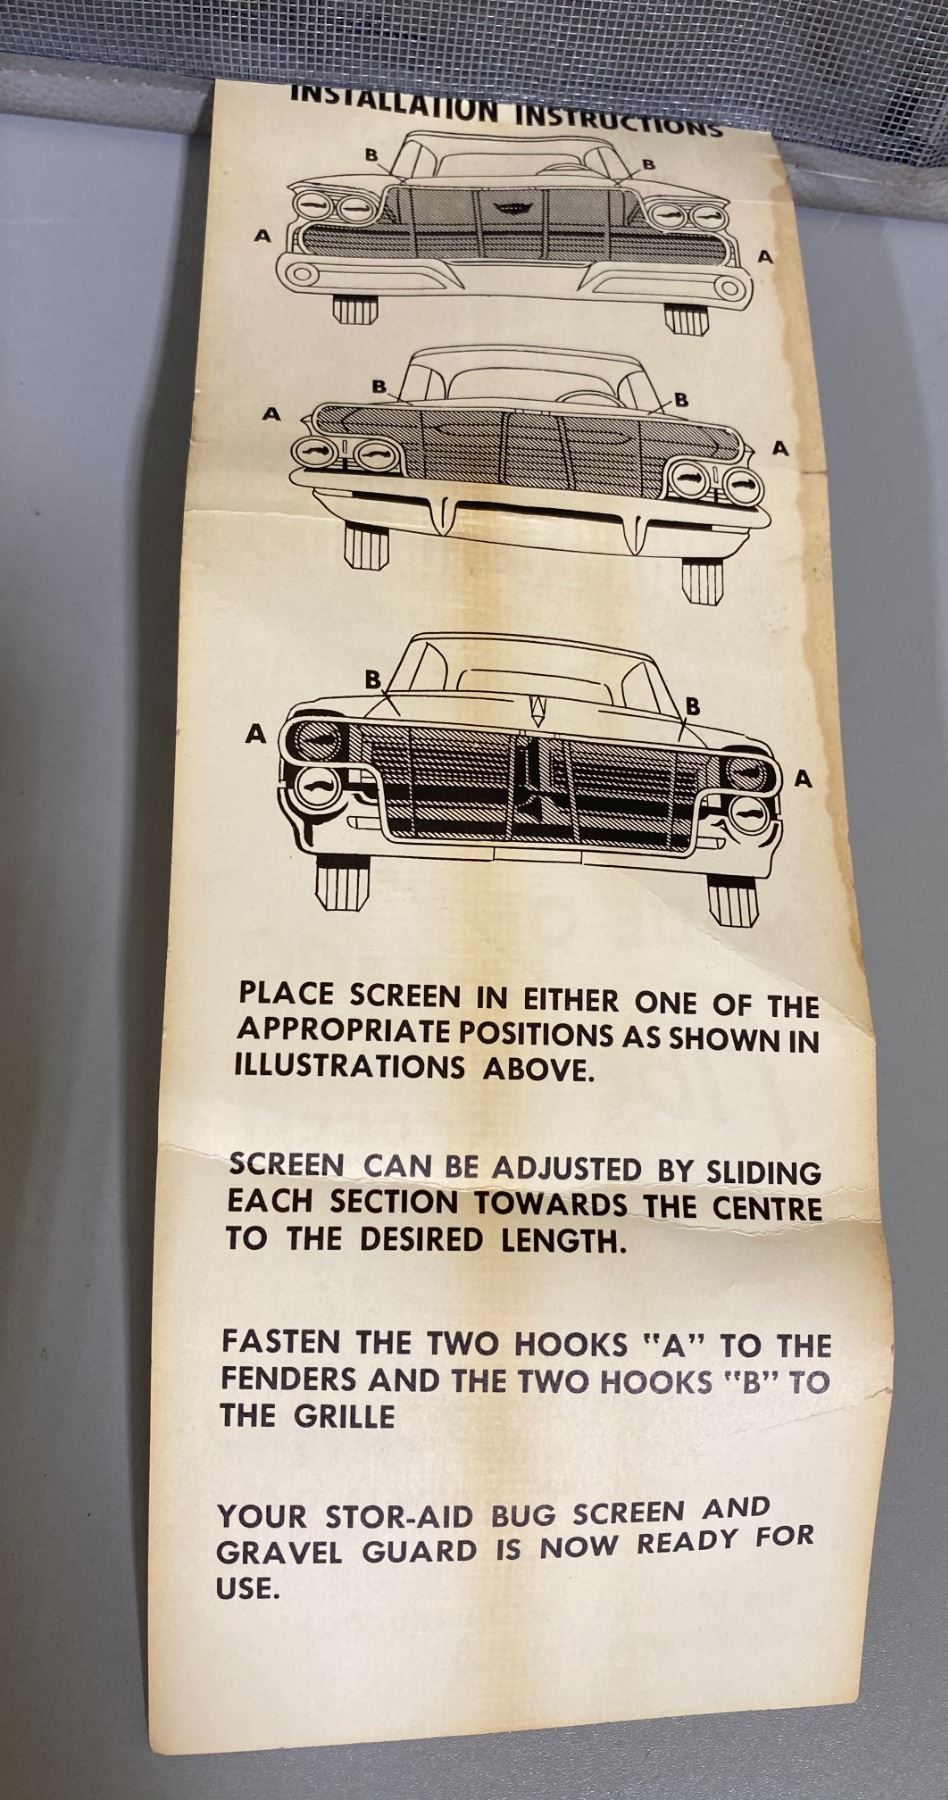 INSTALLATION INSTRUCTIONS
B B
A A
B B
A A
B B
A A
PLACE SCREEN IN EITHER ONE OF THE
APPROPRIATE POSITIONS AS SHOWN IN
ILLUSTRATIONS ABOVE.
SCREEN CAN BE ADJUSTED BY SLIDING
EACH SECTION TOWARDS THE CENTRE
TO THE DESIRED LENGTH.
FASTEN THE TWO HOOKS "A" TO THE
FENDERS AND THE TWO HOOKS "B" TO
THE GRILLE
YOUR STOR-AID BUG SCREEN AND
GRAVEL GUARD IS NOW READY FOR
USE.